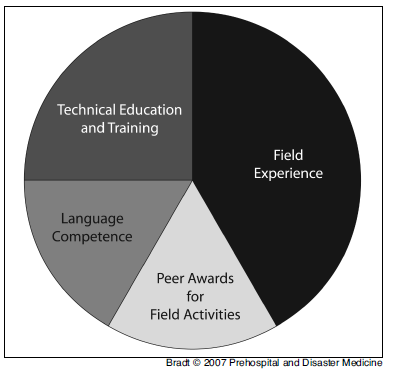 Technical Education
and Training
Field
Experience
Language
Competence
Peer Awards
for
Field Activities
Bradt © 2007 Prehospital and Disaster Medicine